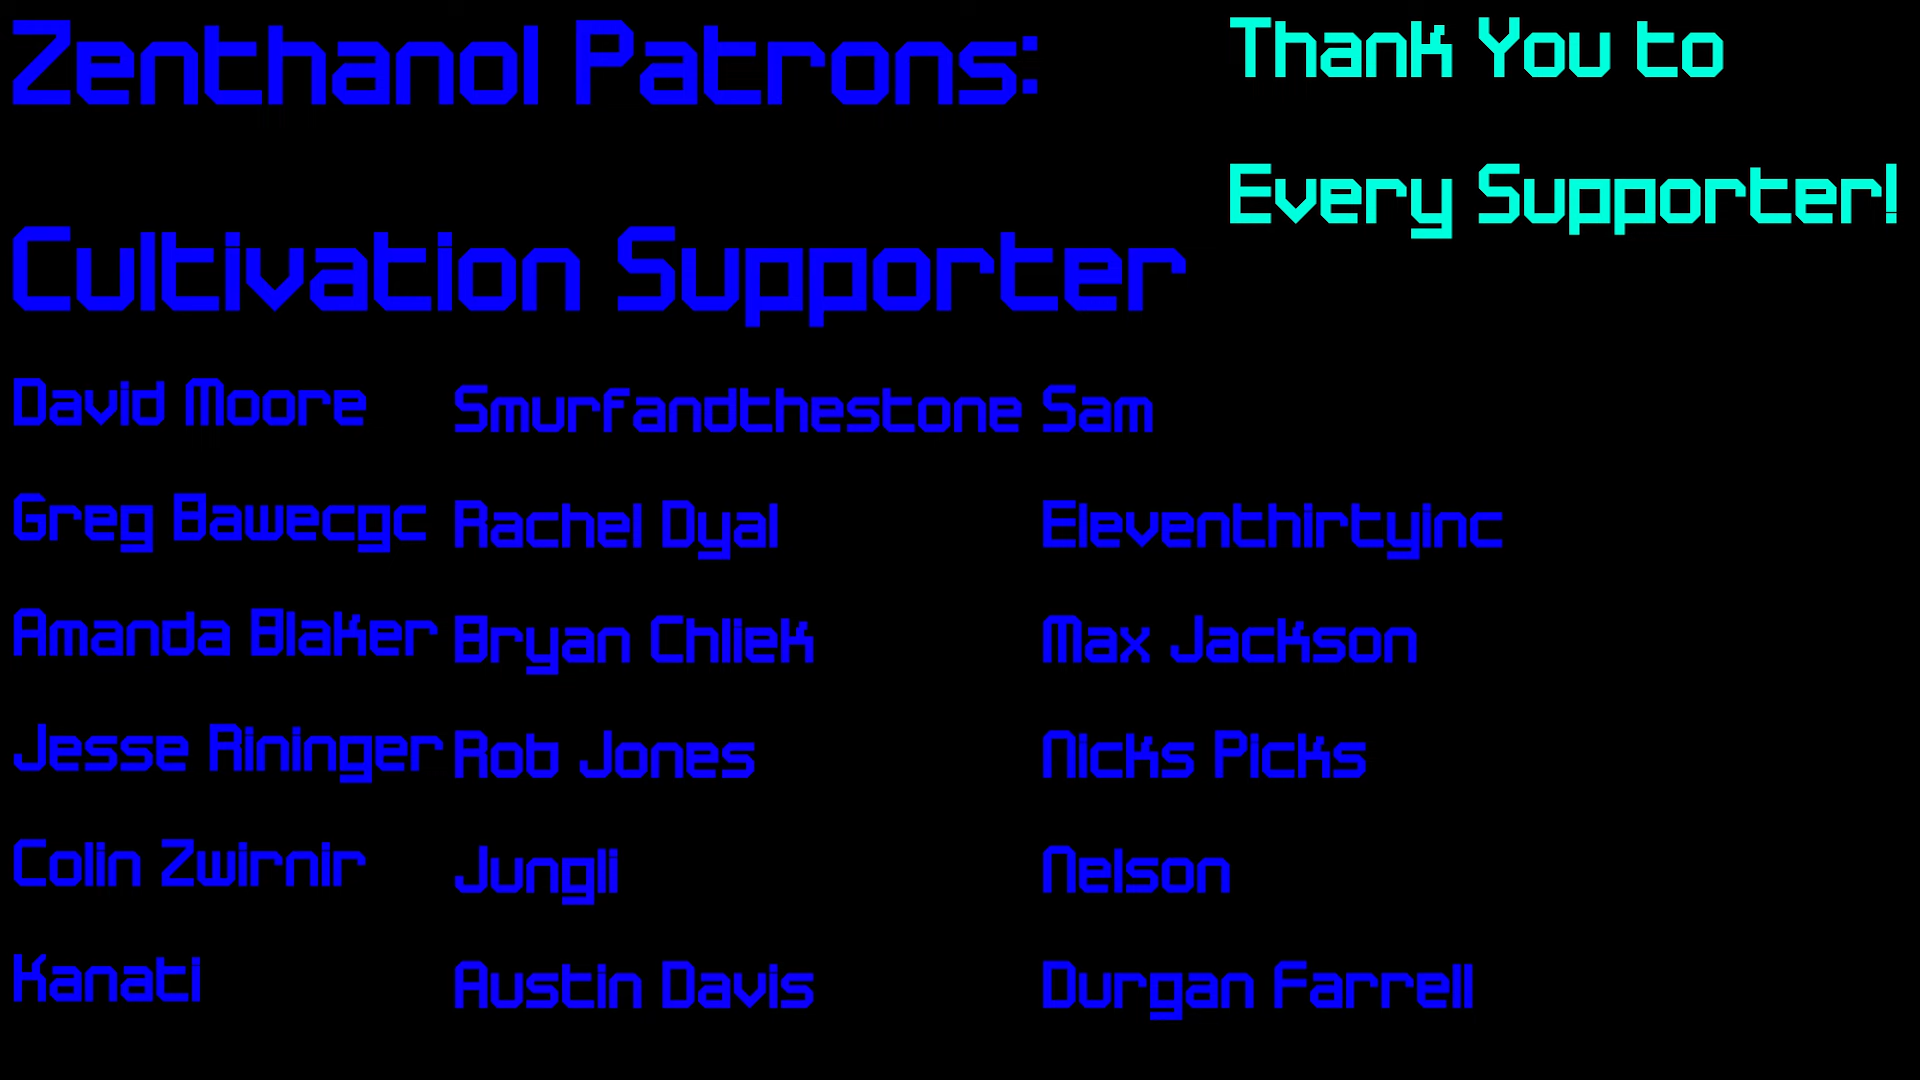 Zenthanol Patrons:
Thank You to
Every Supporter!
Cultivation Supporter
David Moore
Greg Bawecgc
Amanda Blaker
Jesse Rininger
Colin Zwirnir
Kanati
Smurfandthestone
Rachel Dyal
Bryan Chliek
Rob Jones
Jungli
Austin Davis
Sam
Eleventhirtyinc
Max Jackson
Nicks Picks
Nelson
Durgan Farrell